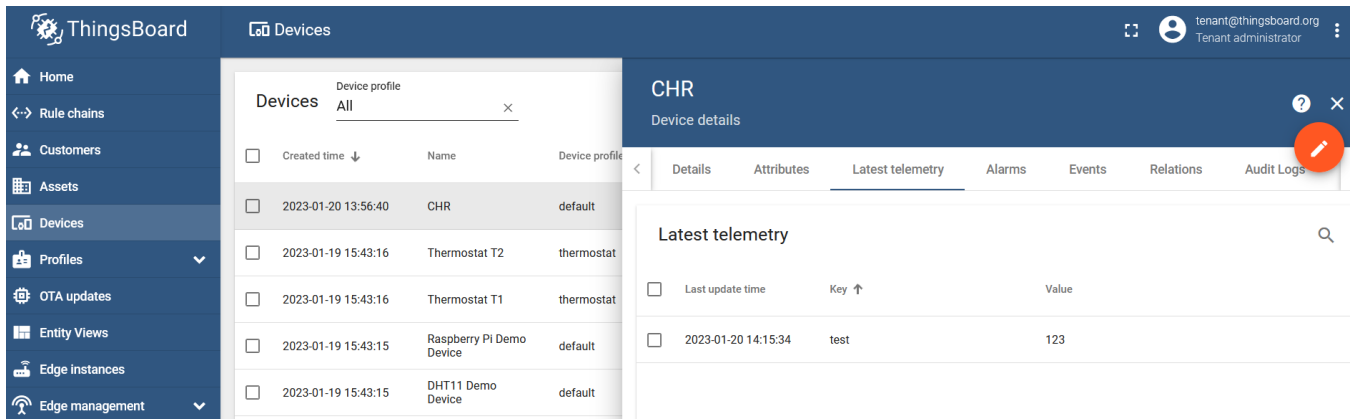 ThingsBoard
Devices
tenant@thingsboard.org
Tenant administrator
Home
Rule chains
Customers
Assets
Devices
Profiles
OTA updates
Entity Views
Edge instances
Edge management
Devices
Device profile
All
Created time Name Device profile
2023-01-20 13:56:40 CHR default
2023-01-19 15:43:16 Thermostat T2 thermostat
2023-01-19 15:43:16 Thermostat T1 thermostat
2023-01-19 15:43:15 Raspberry Pi Demo Device default
2023-01-19 15:43:15 DHT11 Demo Device default
CHR
Device details
Details Attributes Latest telemetry Alarms Events Relations Audit Logs
Latest telemetry
Last update time Key Value
2023-01-20 14:15:34 test 123